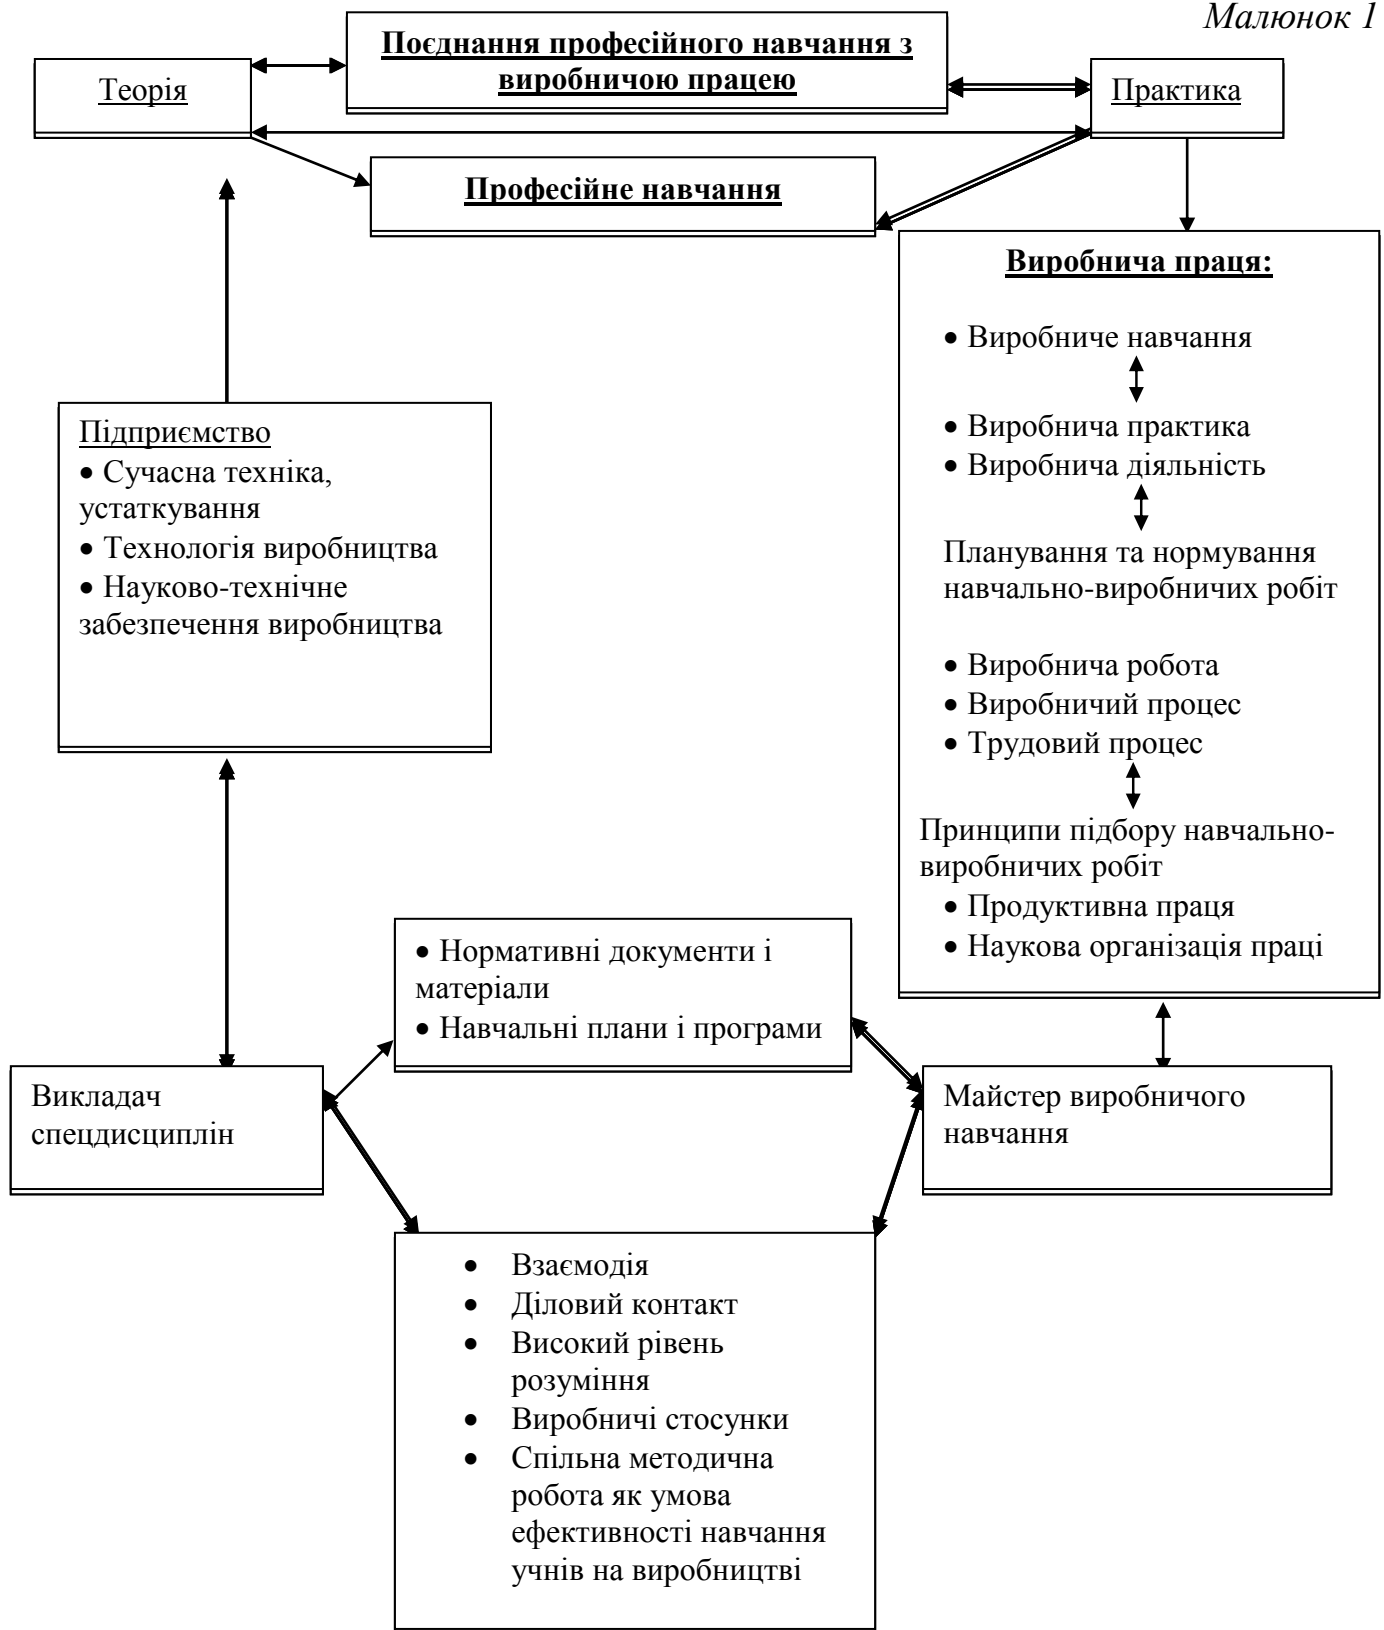 Малюнок 1
Поєднання професійного навчання з
виробничою працею
Теорія
Практика
Професійне навчання
Виробнича праця:
• Виробниче навчання
• Виробнича практика
• Виробнича діяльність
Планування та нормування
навчально-виробничих робіт
• Виробнича робота
• Виробничий процес
• Трудовий процес
Принципи підбору навчально-
виробничих робіт
• Продуктивна праця
• Наукова організація праці
Підприємство
• Сучасна техніка,
устаткування
• Технологія виробництва
• Науково-технічне
забезпечення виробництва
• Нормативні документи і
матеріали
• Навчальні плани і програми
Викладач
спецдисциплін
Майстер виробничого
навчання
• Взаємодія
• Діловий контакт
• Високий рівень
розуміння
• Виробничі стосунки
• Спільна методична
робота як умова
ефективності навчання
учнів на виробництві